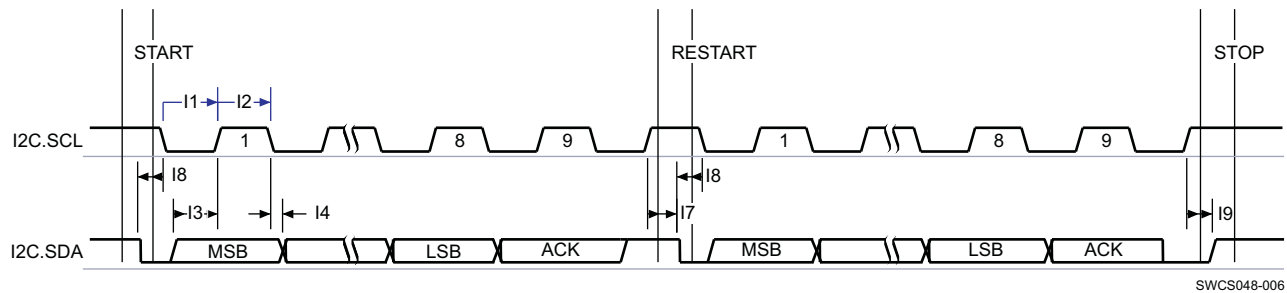 START RESTART STOP
I1 I2
I2C.SCL 1 8 9 1 8 9
I8 I8
I3 I4 I7 I9
I2C.SDA MSB LSB ACK MSB LSB ACK
SWCS048-006